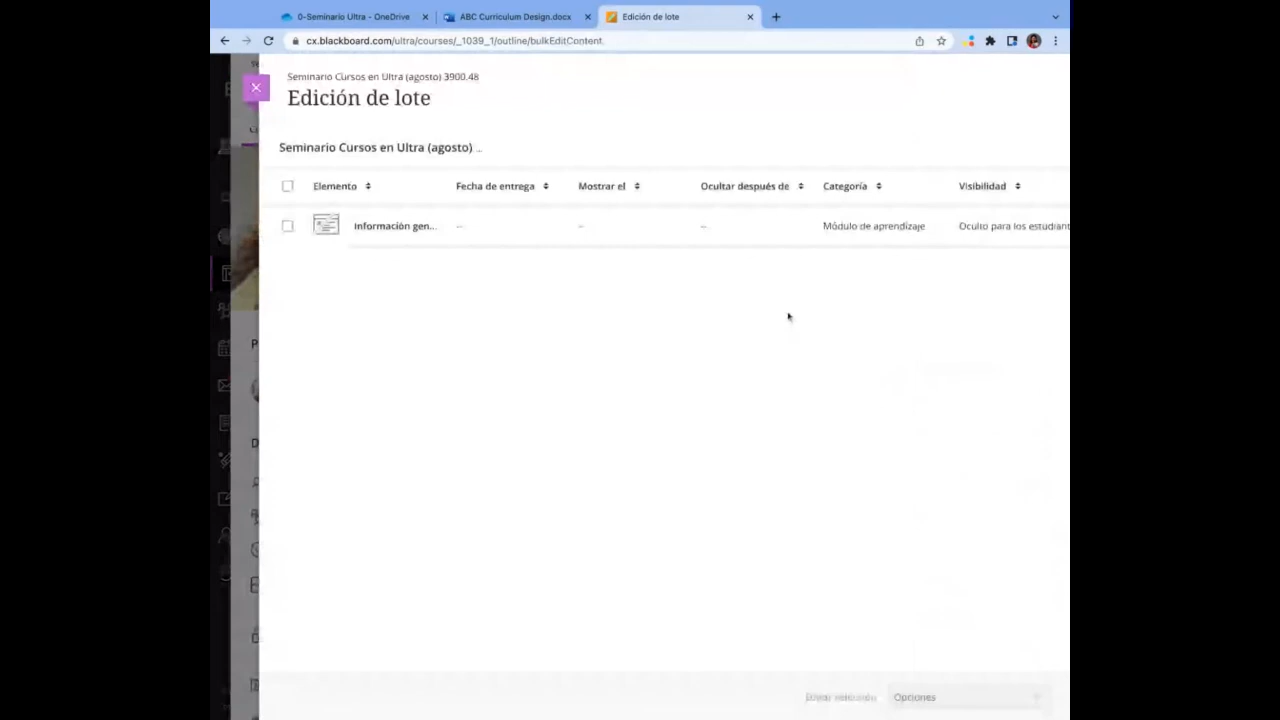 0-Seminario Ultra - OneDrive
ABC Curriculum Design.docx
Edición de lote
cx.blackboard.com/ultra/courses/_1039_1/outline/bulkEditContent
Seminario Cursos en Ultra (agosto) 3900.48
Edición de lote
Seminario Cursos en Ultra (agosto) ...
Elemento Fecha de entrega Mostrar el Ocultar después de Categoría Visibilidad
Información gen... -- -- -- Módulo de aprendizaje Oculto para los estudiant
Opciones